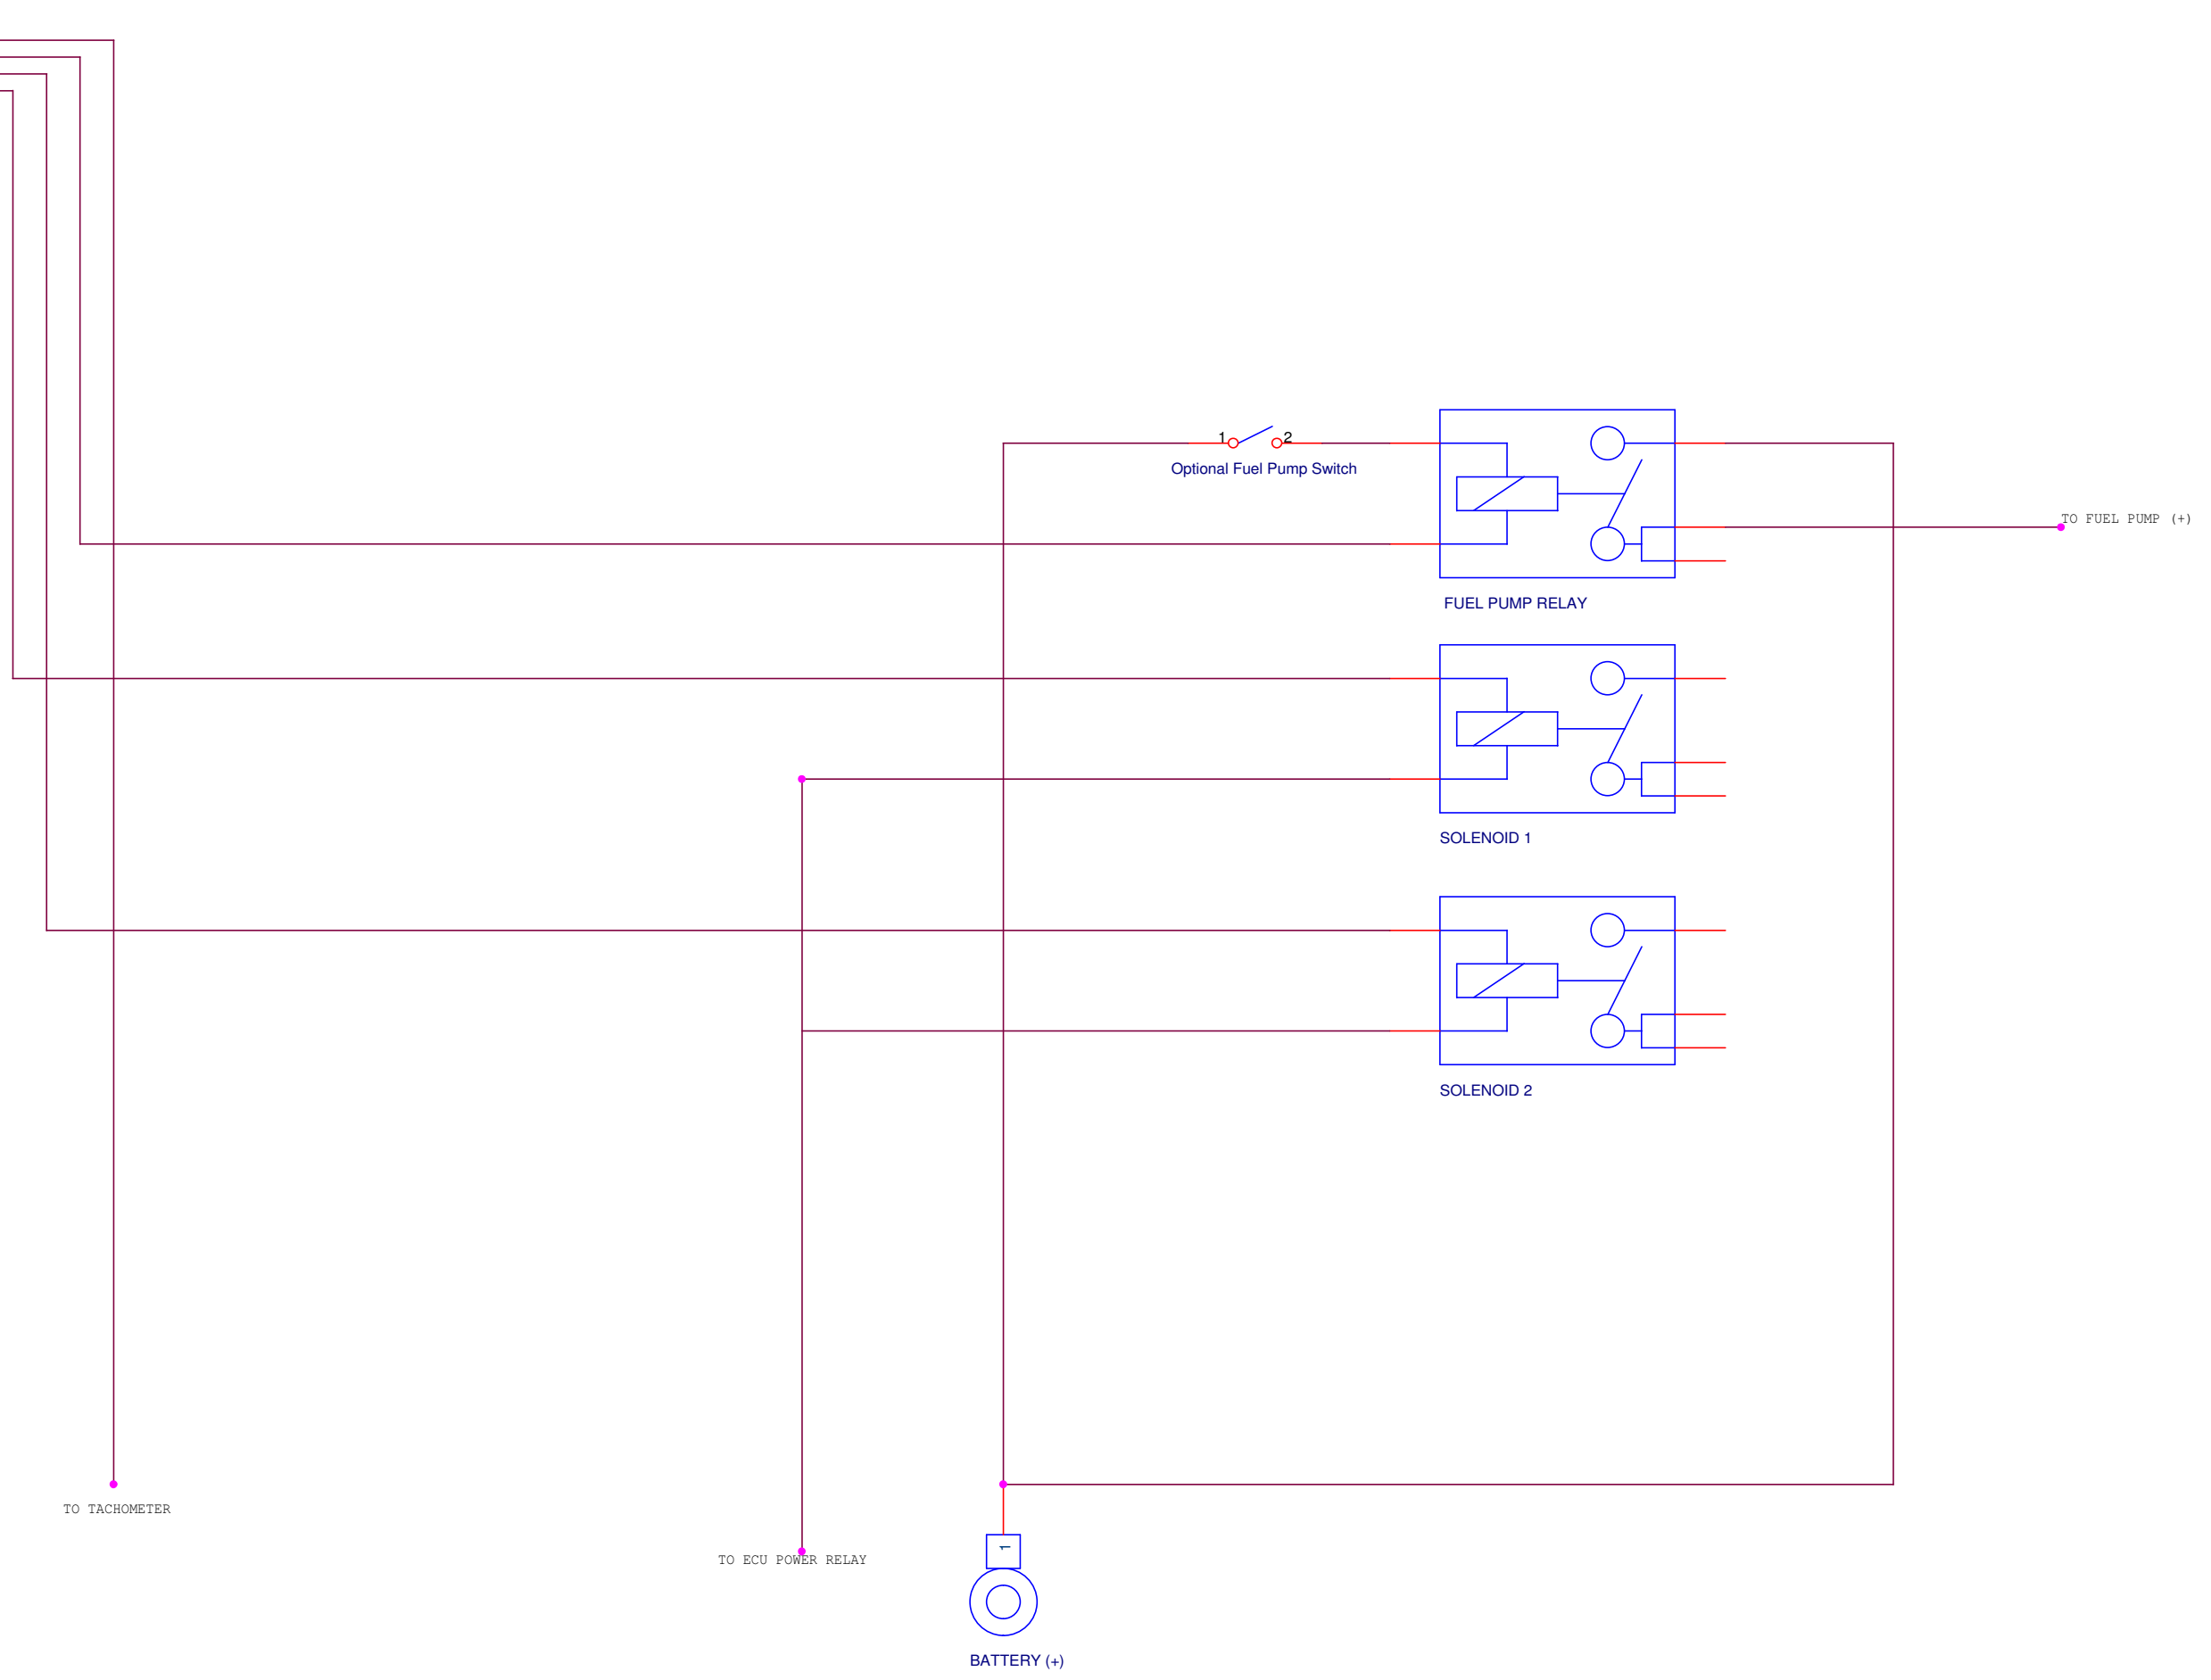 1 2
Optional Fuel Pump Switch
TO FUEL PUMP (+)
FUEL PUMP RELAY
SOLENOID 1
SOLENOID 2
TO TACHOMETER
TO ECU POWER RELAY
1
BATTERY (+)